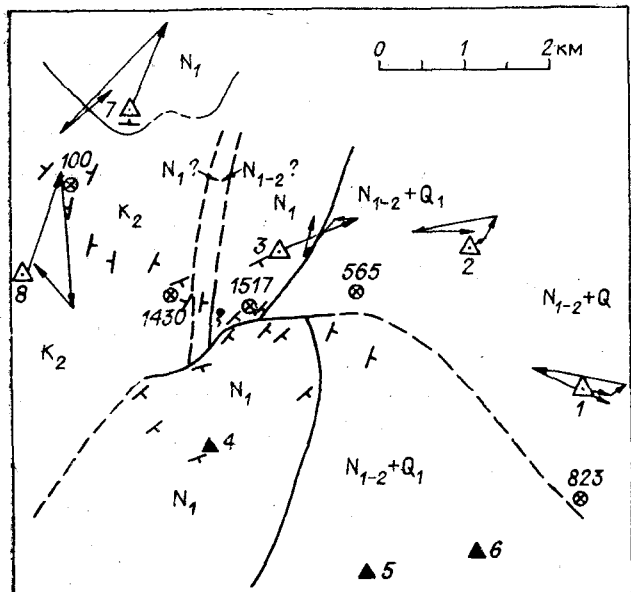 N₁
0 1 2 км
7
100
N₁?
N₁₋₂?
K₂
N₁
N₁₋₂+Q₁
3
2
8
1517
565
1430
N₁₋₂+Q
K₂
1
N₁
4
N₁₋₂+Q₁
823
N₁
6
5